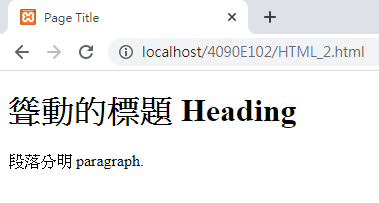 Page Title
localhost/4090E102/HTML_2.html
聳動的標題 Heading
段落分明 paragraph.